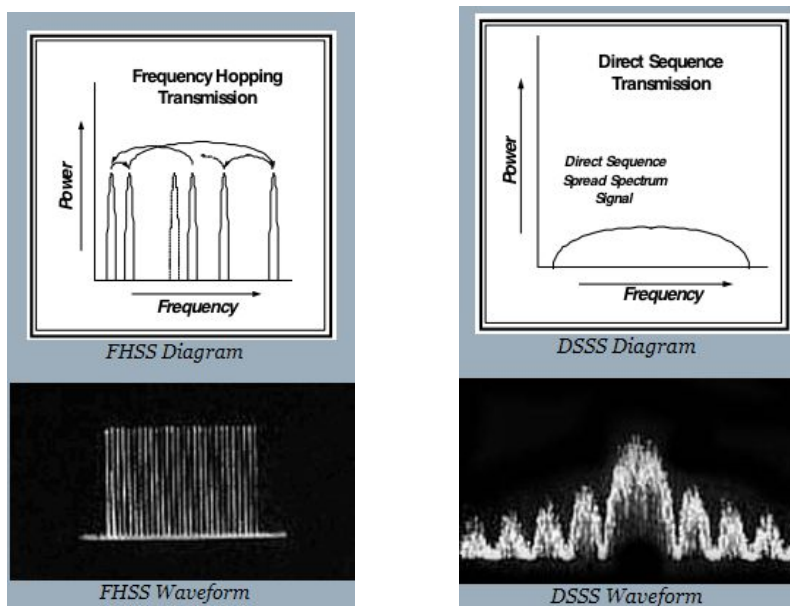 Frequency Hopping
Transmission
Power
Frequency
FHSS Diagram
FHSS Waveform
Direct Sequence
Transmission
Direct Sequence
Spread Spectrum
Signal
Power
Frequency
DSSS Diagram
DSSS Waveform